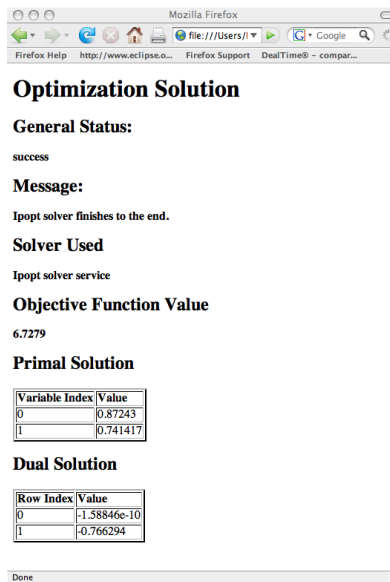 Mozilla Firefox
file:///Users/l
G
Google
Firefox Help http://www.eclipse.o... Firefox Support DealTime® – compar...
Optimization Solution
General Status:
success
Message:
Ipopt solver finishes to the end.
Solver Used
Ipopt solver service
Objective Function Value
6.7279
Primal Solution
Variable Index Value
0 0.87243
1 0.741417
Dual Solution
Row Index Value
0 -1.58846e-10
1 -0.766294
Done